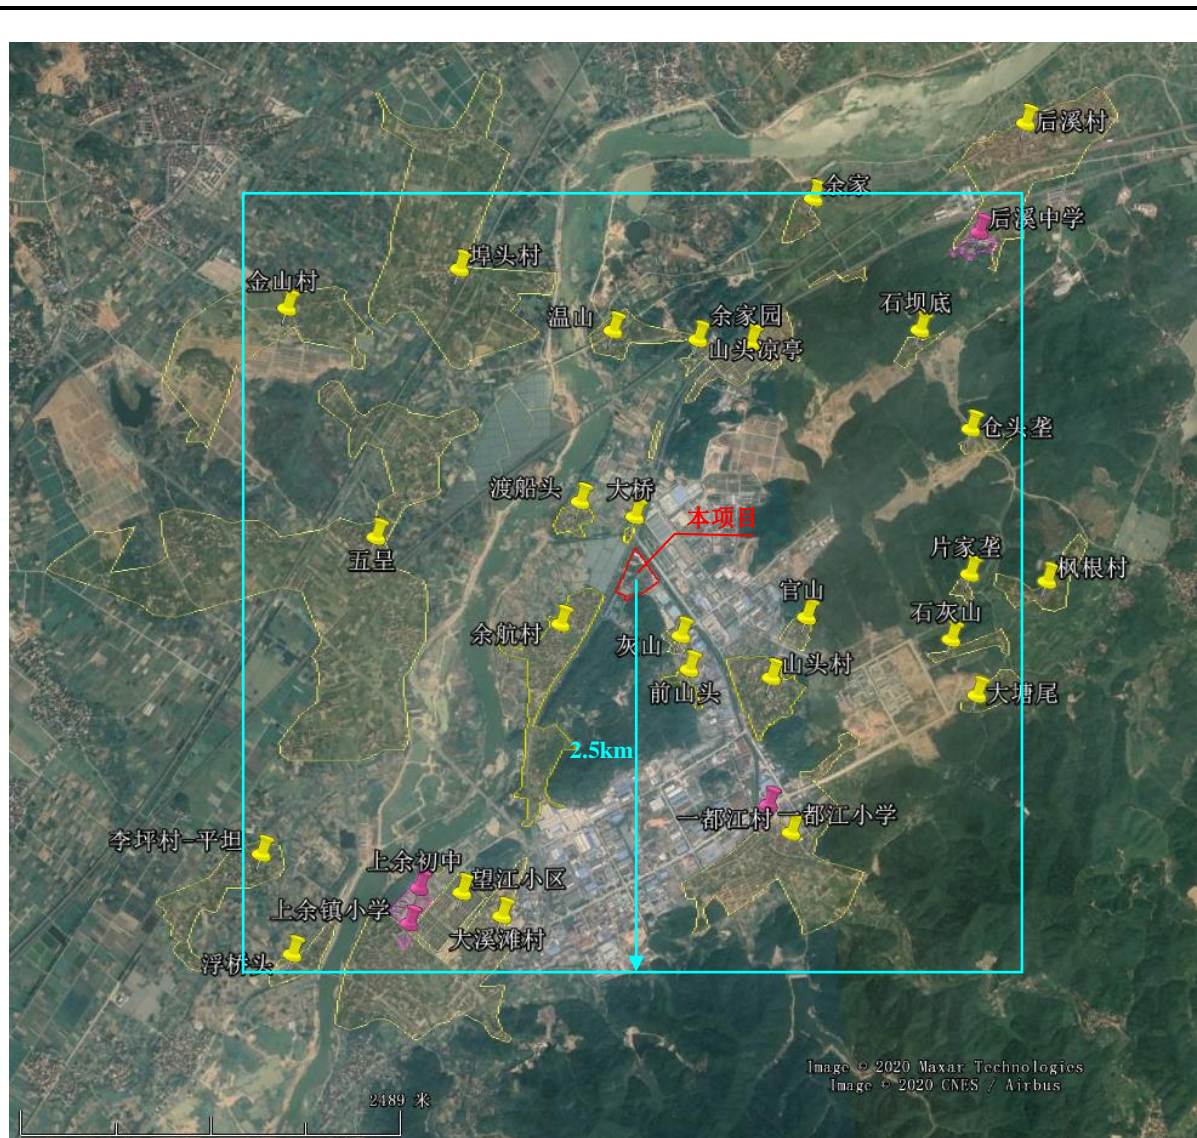 后溪村
余家
后溪中学
埠头村
金山村
石坝底
余家园
温山
山头凉亭
仓头垄
渡船头
大桥
本项目
片家垄
五呈
枫根村
官山
石灰山
余航村
灰山
山头村
前山头
大塘尾
2.5km
一都江村
一都江小学
李坪村-平坦
上余初中
望江小区
上余镇小学
大溪滩村
浮桥头
Image © 2020 Maxar Technologies
Image © 2020 CNES / Airbus
2489 米